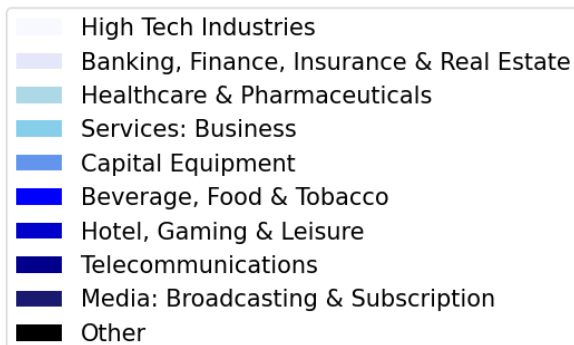 High Tech Industries
Banking, Finance, Insurance & Real Estate
Healthcare & Pharmaceuticals
Services: Business
Capital Equipment
Beverage, Food & Tobacco
Hotel, Gaming & Leisure
Telecommunications
Media: Broadcasting & Subscription
Other